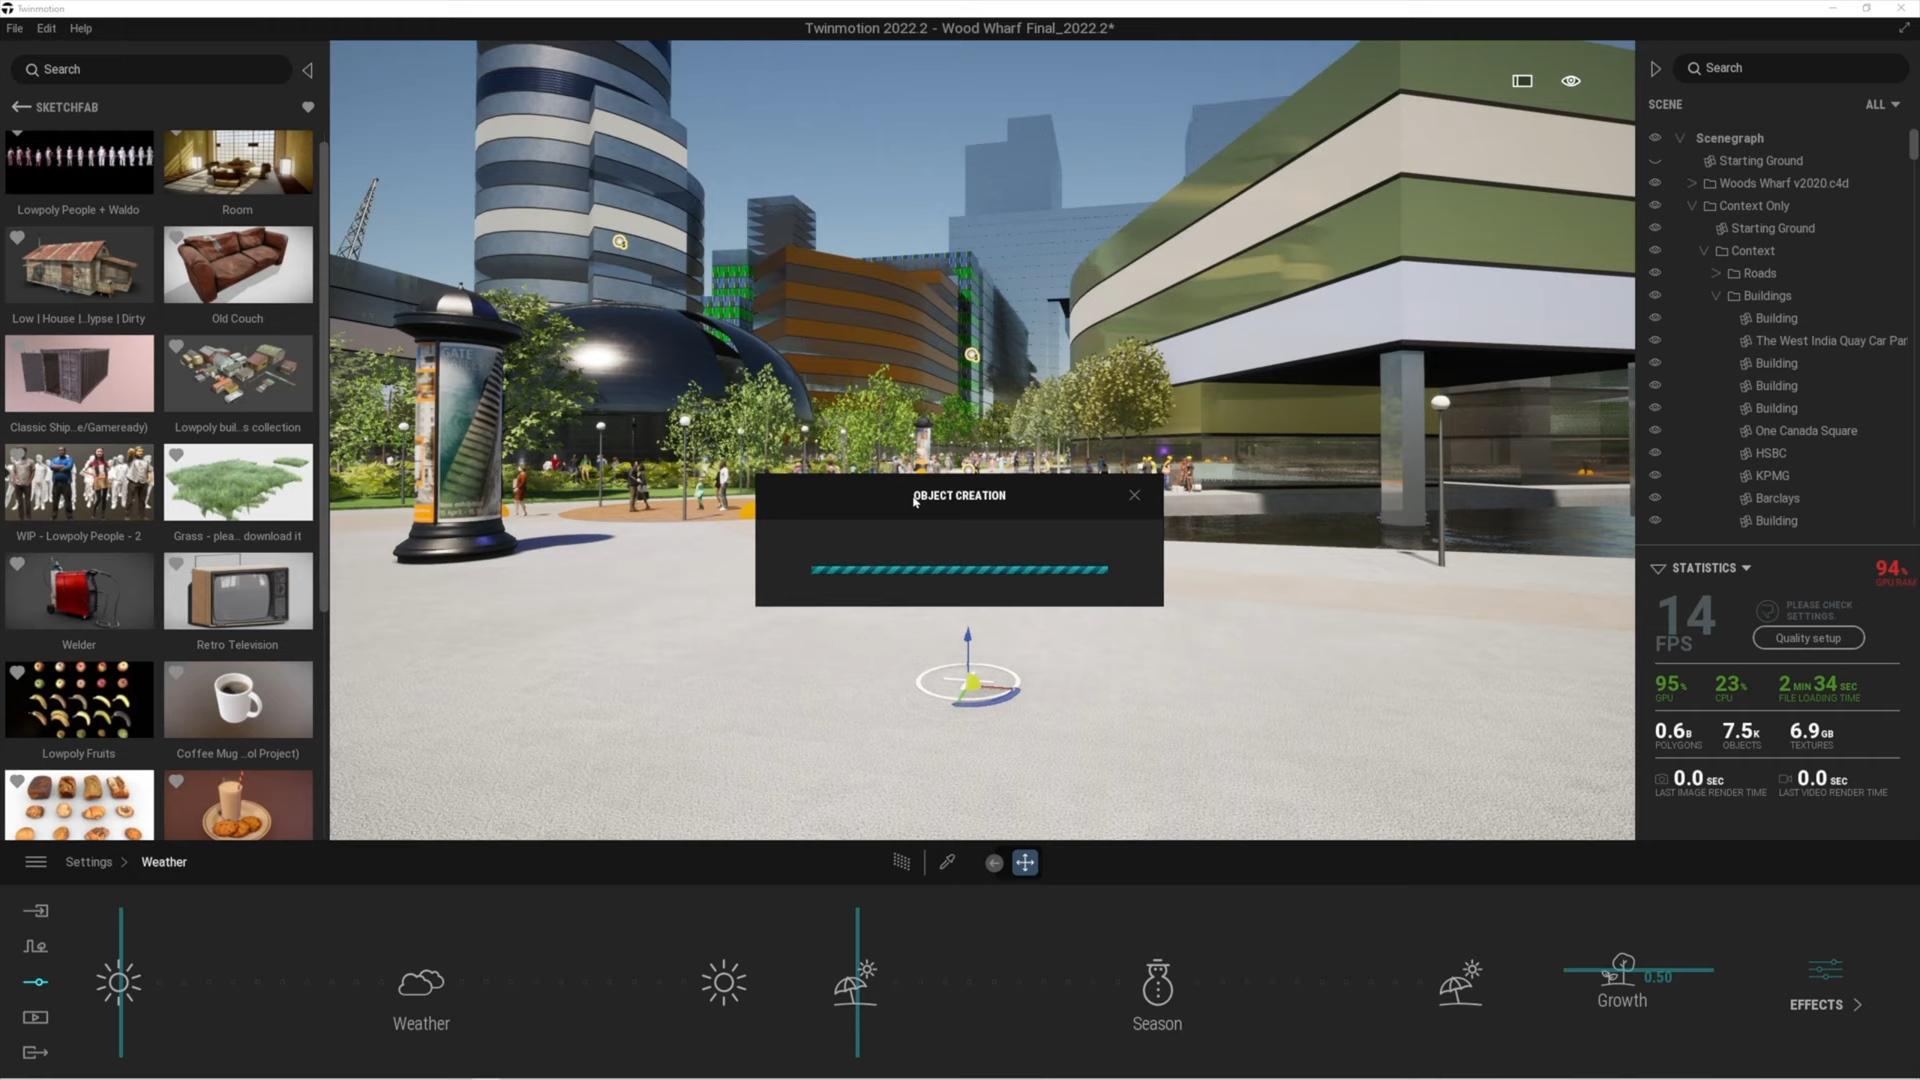 Twinmotion
File Edit Help
Twinmotion 2022.2 - Wood Wharf Final_2022.2*
Search
SKETCHFAB
Lowpoly People + Waldo
Room
Low | House |...lypse | Dirty
Old Couch
Classic Ship...e/Gameready)
Lowpoly buil...s collection
WIP - Lowpoly People - 2
Grass - plea... download it
Welder
Retro Television
Lowpoly Fruits
Coffee Mug ...ol Project)
GATE
OBJECT CREATION
Search
SCENE
ALL
Scenegraph
Starting Ground
Woods Wharf v2020.c4d
Context Only
Starting Ground
Context
Roads
Buildings
Building
The West India Quay Car Par
Building
Building
Building
One Canada Square
HSBC
KPMG
Barclays
Building
STATISTICS
94%
GPU RAM
14
FPS
PLEASE CHECK
SETTINGS.
Quality setup
95%
GPU
23%
CPU
2 MIN 34 SEC
FILE LOADING TIME
0.6B
POLYGONS
7.5K
OBJECTS
6.9GB
TEXTURES
0.0 SEC
LAST IMAGE RENDER TIME
0.0 SEC
LAST VIDEO RENDER TIME
Settings > Weather
Weather
Season
0.50
Growth
EFFECTS